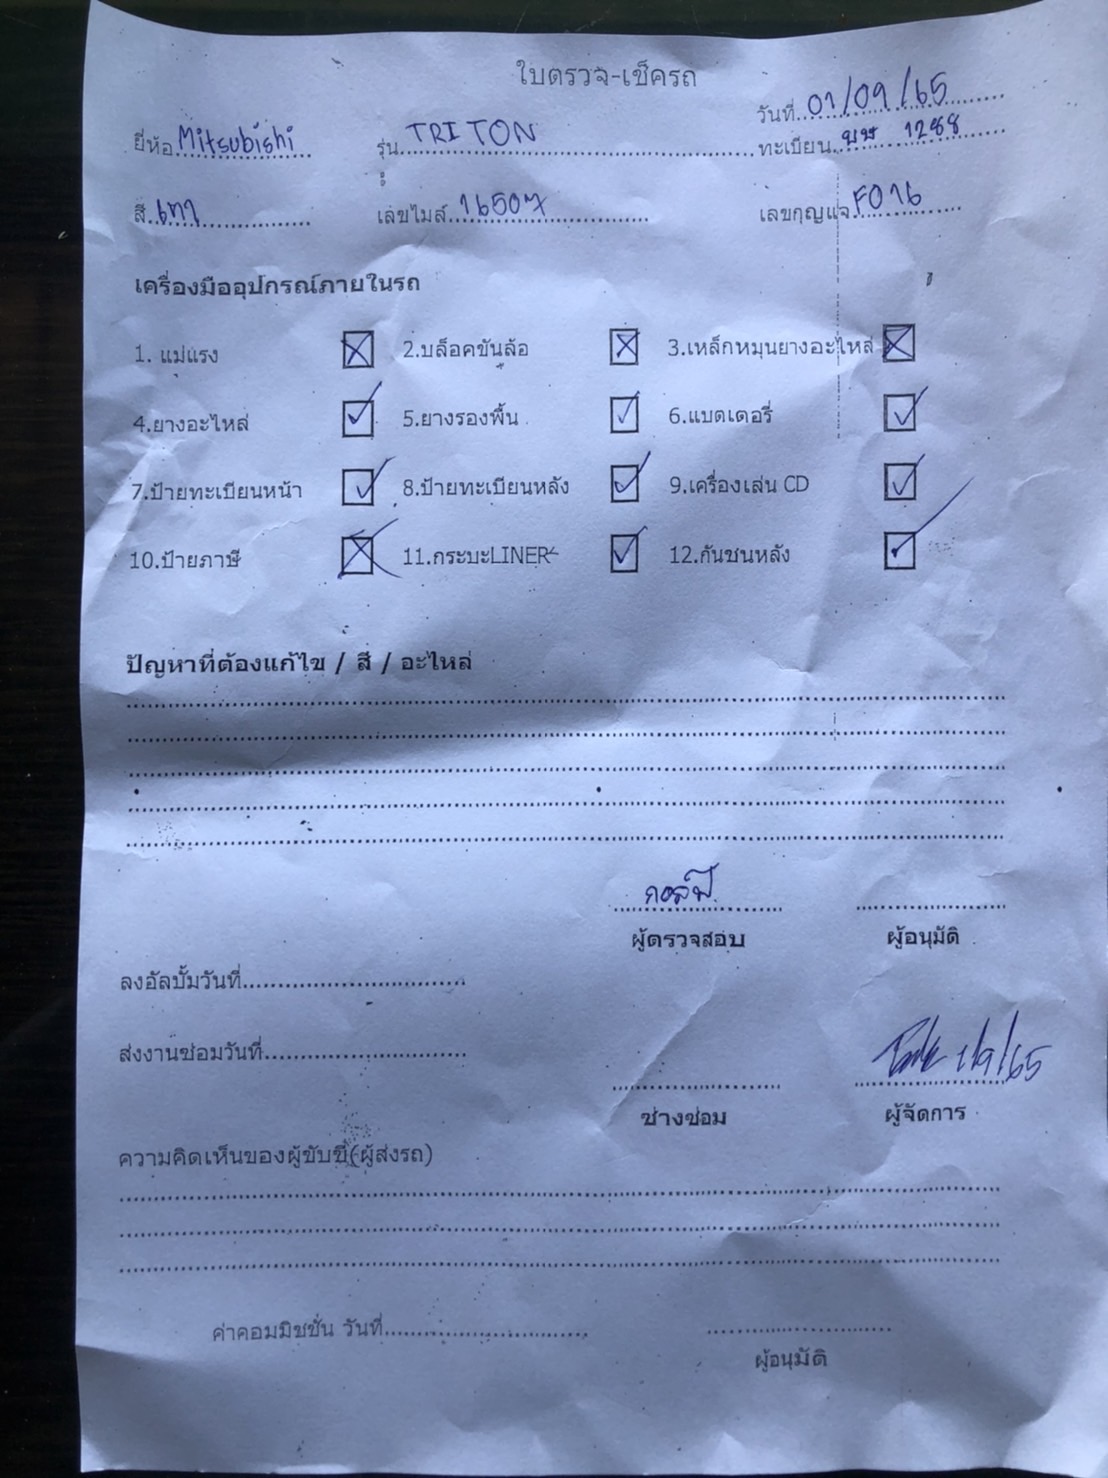 ใบตรวจ-เช็ครถ
วันที่ 01/09/65
ยี่ห้อ Mitsubishi รุ่น TRITON ทะเบียน บษ 1288
สี เทา เลขไมล์ 16507 เลขกุญแจ F016
เครื่องมืออุปกรณ์ภายในรถ
1. แม่แรง 2.บล็อคขันล้อ 3.เหล็กหมุนยางอะไหล่
4.ยางอะไหล่ 5.ยางรองพื้น 6.แบตเตอรี่
7.ป้ายทะเบียนหน้า 8.ป้ายทะเบียนหลัง 9.เครื่องเล่น CD
10.ป้ายภาษี 11.กระบะLINER 12.กันชนหลัง
ปัญหาที่ต้องแก้ไข / สี / อะไหล่
กอล์ฟ
ผู้ตรวจสอบ ผู้อนุมัติ
ลงอัลบั้มวันที่
ส่งงานซ่อมวันที่
1/9/65
ช่างซ่อม ผู้จัดการ
ความคิดเห็นของผู้ขับขี่(ผู้ส่งรถ)
ค่าคอมมิชชั่น วันที่
ผู้อนุมัติ